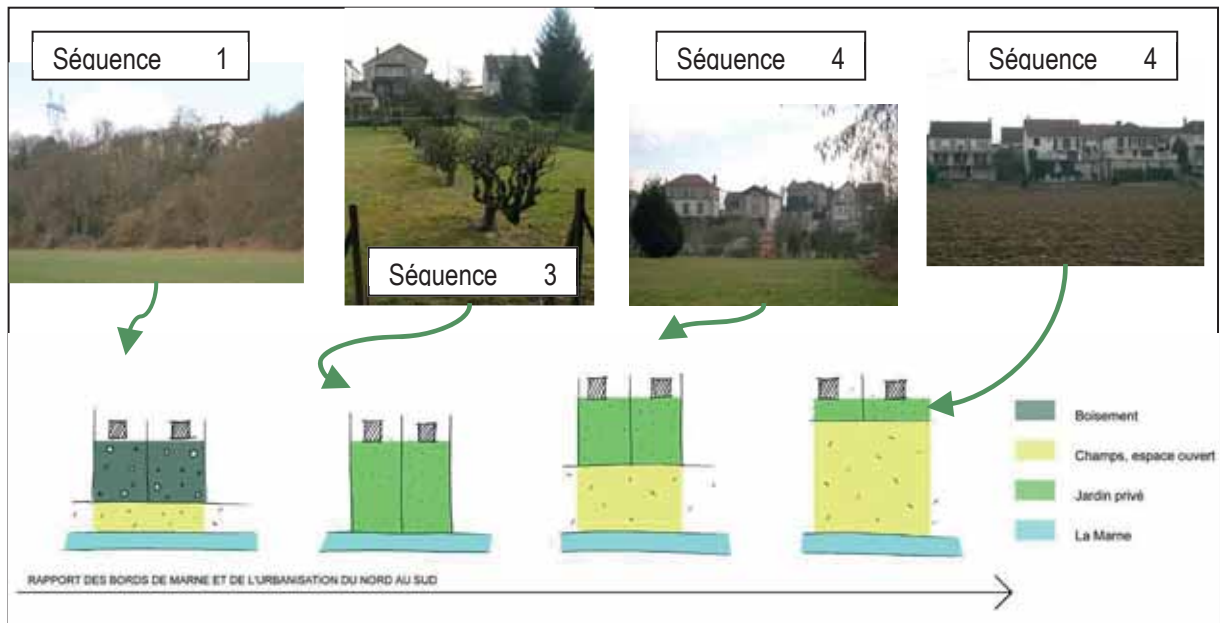 Séquence 1
Séquence 4
Séquence 4
Séquence 3
Boisement
Champs, espace ouvert
Jardin privé
La Marne
RAPPORT DES BORDS DE MARNE ET DE L'URBANISATION DU NORD AU SUD